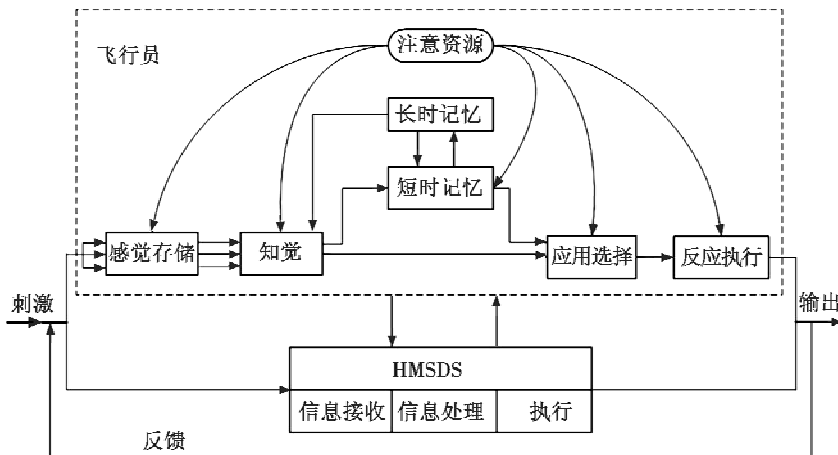 飞行员
注意资源
长时记忆
短时记忆
感觉存储
知觉
应用选择
反应执行
刺激
输出
HMSDS
信息接收
信息处理
执行
反馈